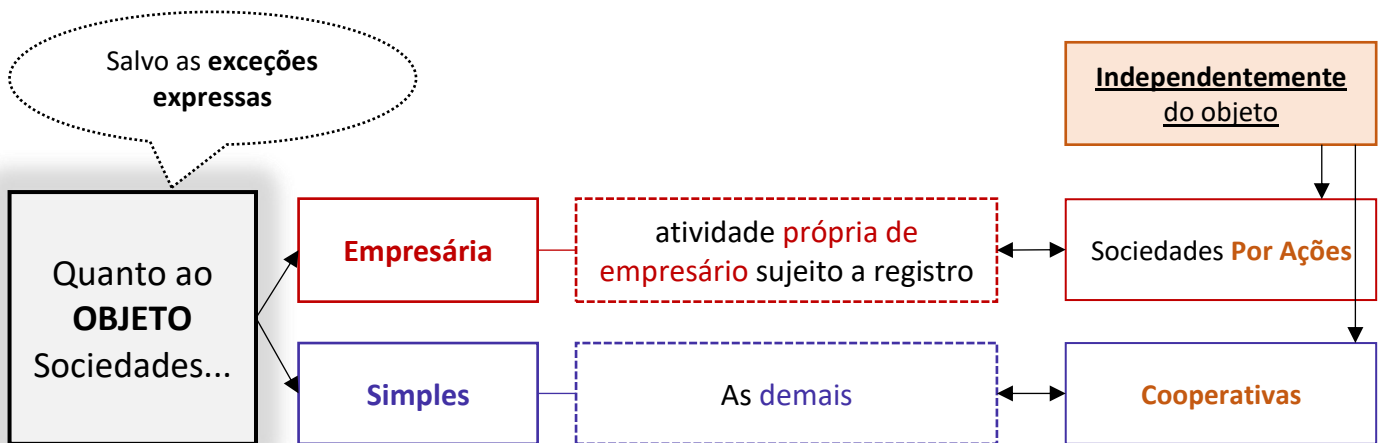 Salvo as exceções
expressas
Independentemente
do objeto
Quanto ao
OBJETO
Sociedades...
Empresária
atividade própria de
empresário sujeito a registro
Sociedades Por Ações
Simples
As demais
Cooperativas